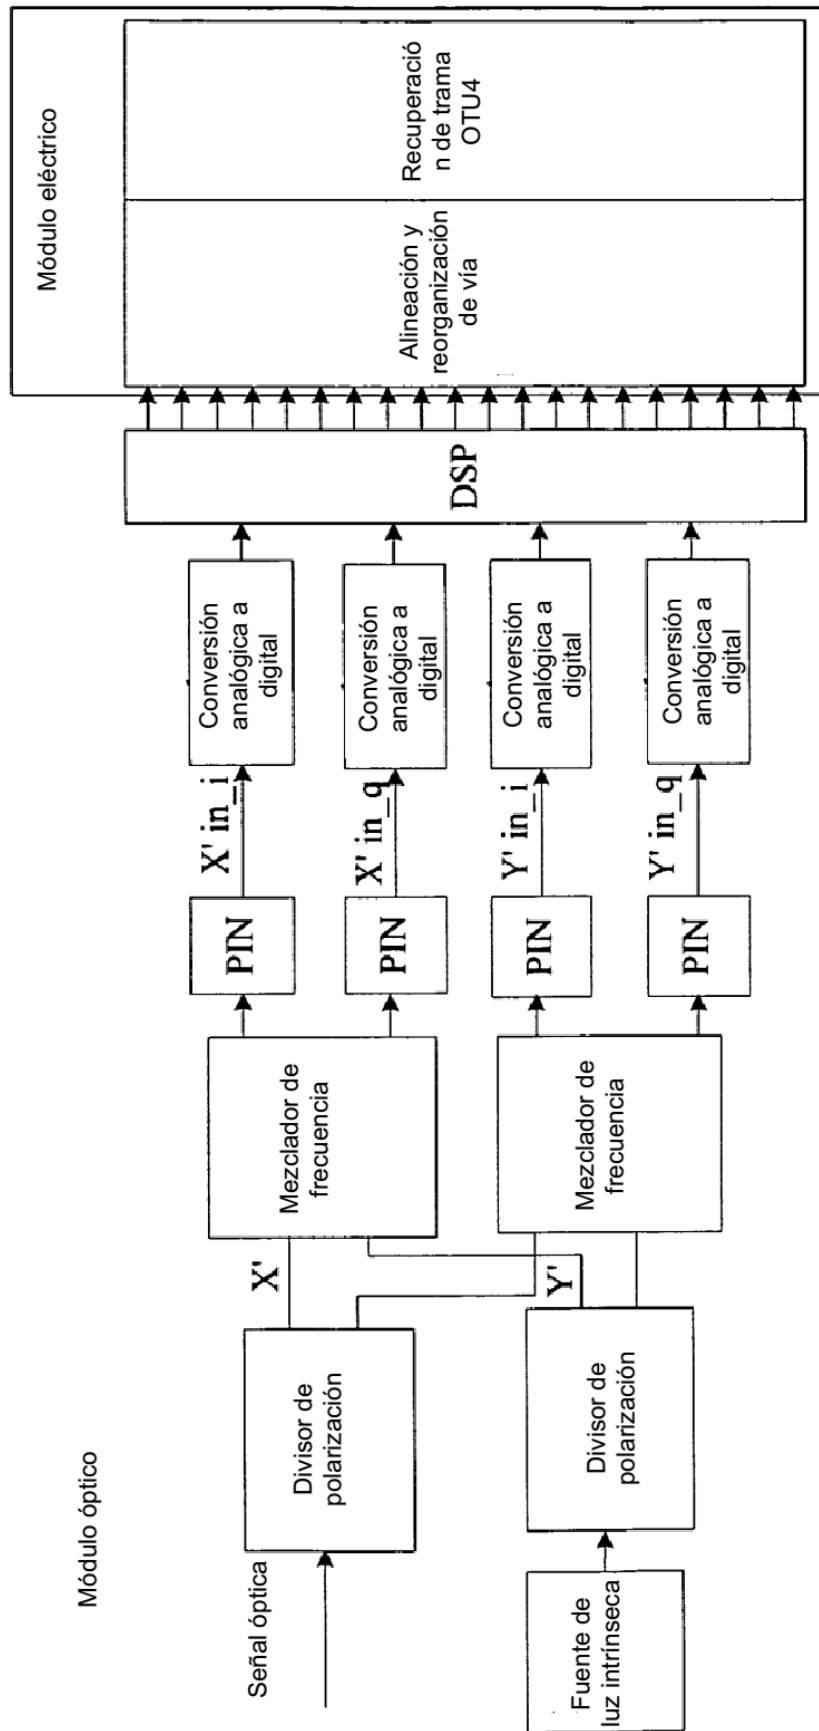 Módulo óptico
Señal óptica
Divisor de
polarización
X'
Mezclador de
frecuencia
PIN
X' in_i
Conversión
analógica a
digital
PIN
X' in_q
Conversión
analógica a
digital
Fuente de
luz intrínseca
Divisor de
polarización
Y'
Mezclador de
frecuencia
PIN
Y' in_i
Conversión
analógica a
digital
PIN
Y' in_q
Conversión
analógica a
digital
DSP
Módulo eléctrico
Alineación y
reorganización
de vía
Recuperació
n de trama
OTU4